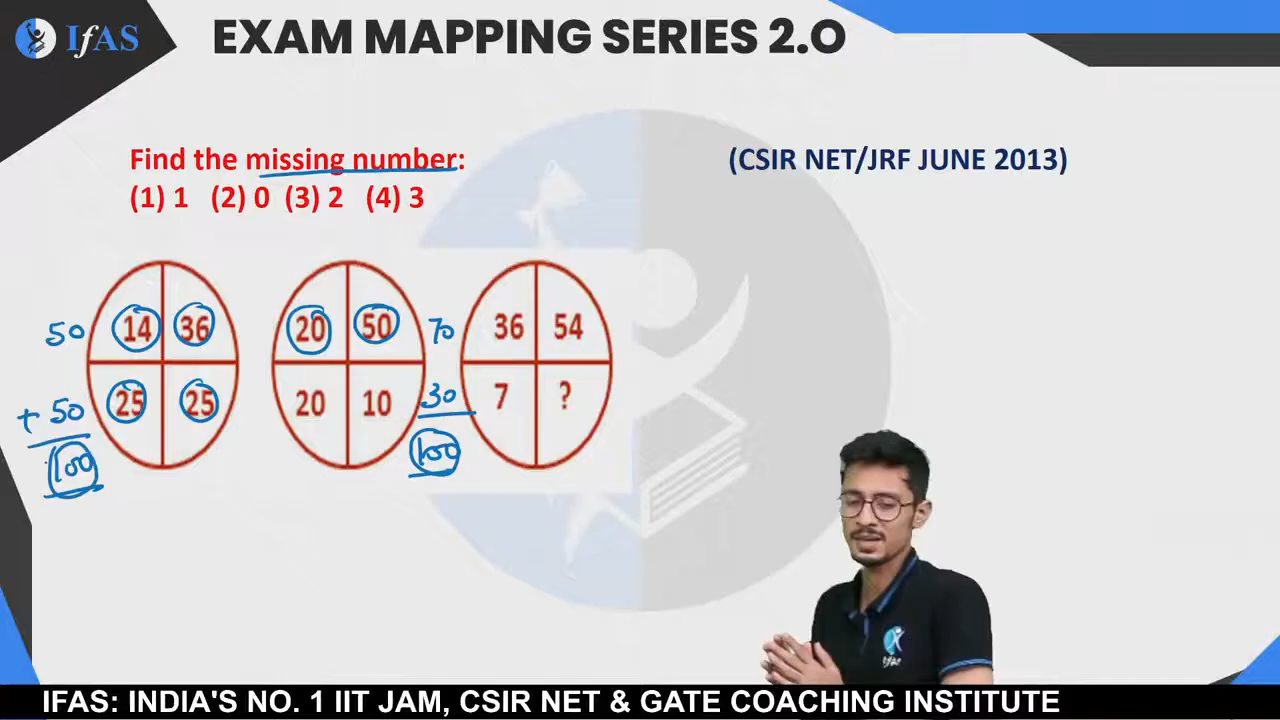 IFAS
EXAM MAPPING SERIES 2.0
Find the missing number:
(CSIR NET/JRF JUNE 2013)
(1) 1 (2) 0 (3) 2 (4) 3
50 14 36 20 50 70 36 54
+ 50 25 25 20 10 30 7 ?
100 100
IFAS
IFAS: INDIA'S NO. 1 IIT JAM, CSIR NET & GATE COACHING INSTITUTE